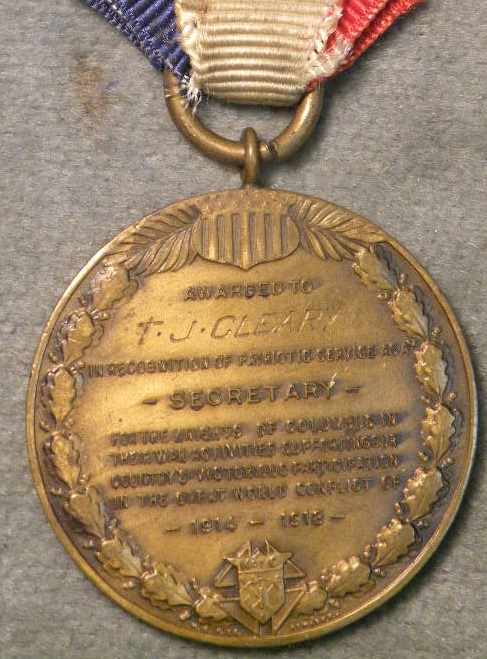 AWARDED TO
T. J. CLEARY
IN RECOGNITION OF PATRIOTIC SERVICE AS A
- SECRETARY -
FOR THE KNIGHTS OF COLUMBUS IN
THEIR WAR ACTIVITIES SUPPORTING OUR
COUNTRY'S VICTORIOUS PARTICIPATION
IN THE GREAT WORLD CONFLICT OF
- 1914 - 1918 -